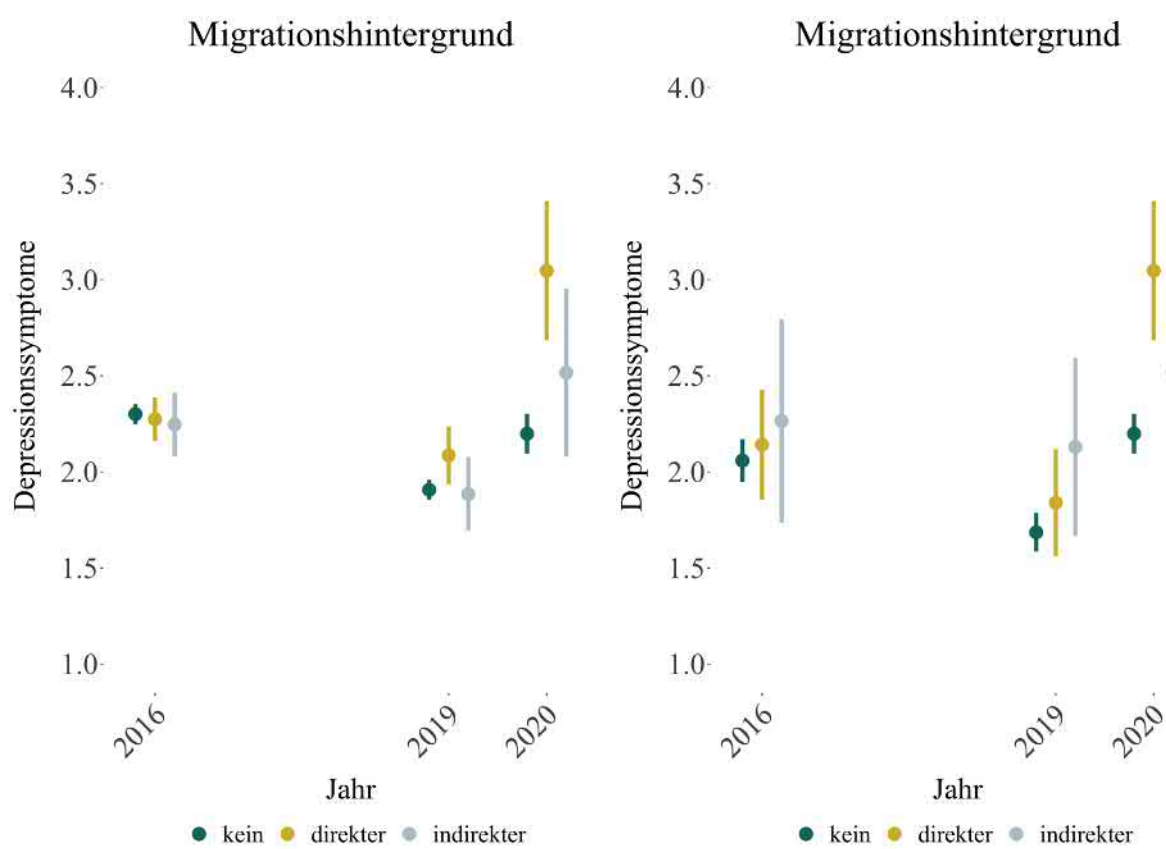 Migrationshintergrund
4.0
3.5
3.0
2.5
2.0
1.5
1.0
Depressionssymptome
2016
2019
2020
Jahr
kein direkter indirekter
Migrationshintergrund
4.0
3.5
3.0
2.5
2.0
1.5
1.0
Depressionssymptome
2016
2019
2020
Jahr
kein direkter indirekter